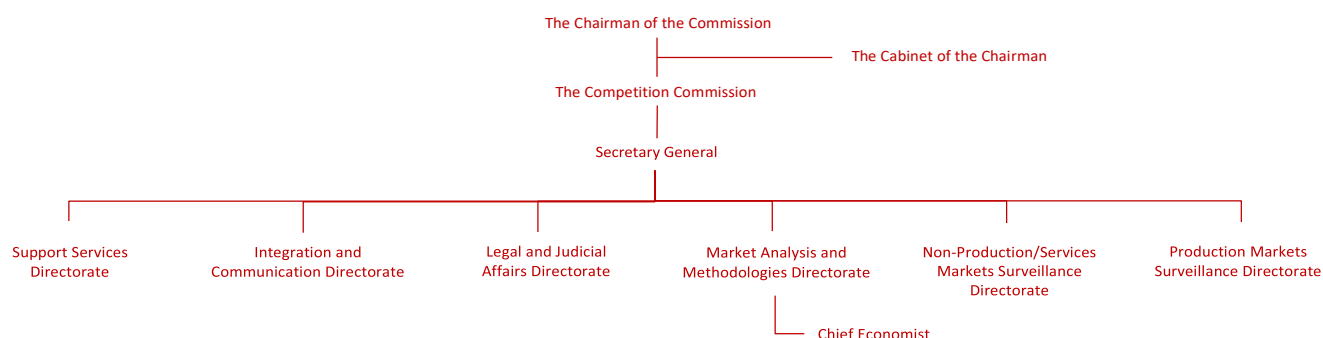 The Chairman of the Commission
The Cabinet of the Chairman
The Competition Commission
Secretary General
Support Services
Directorate
Integration and
Communication Directorate
Legal and Judicial
Affairs Directorate
Market Analysis and
Methodologies Directorate
Non-Production/Services
Markets Surveillance
Directorate
Production Markets
Surveillance Directorate
Chief Economist